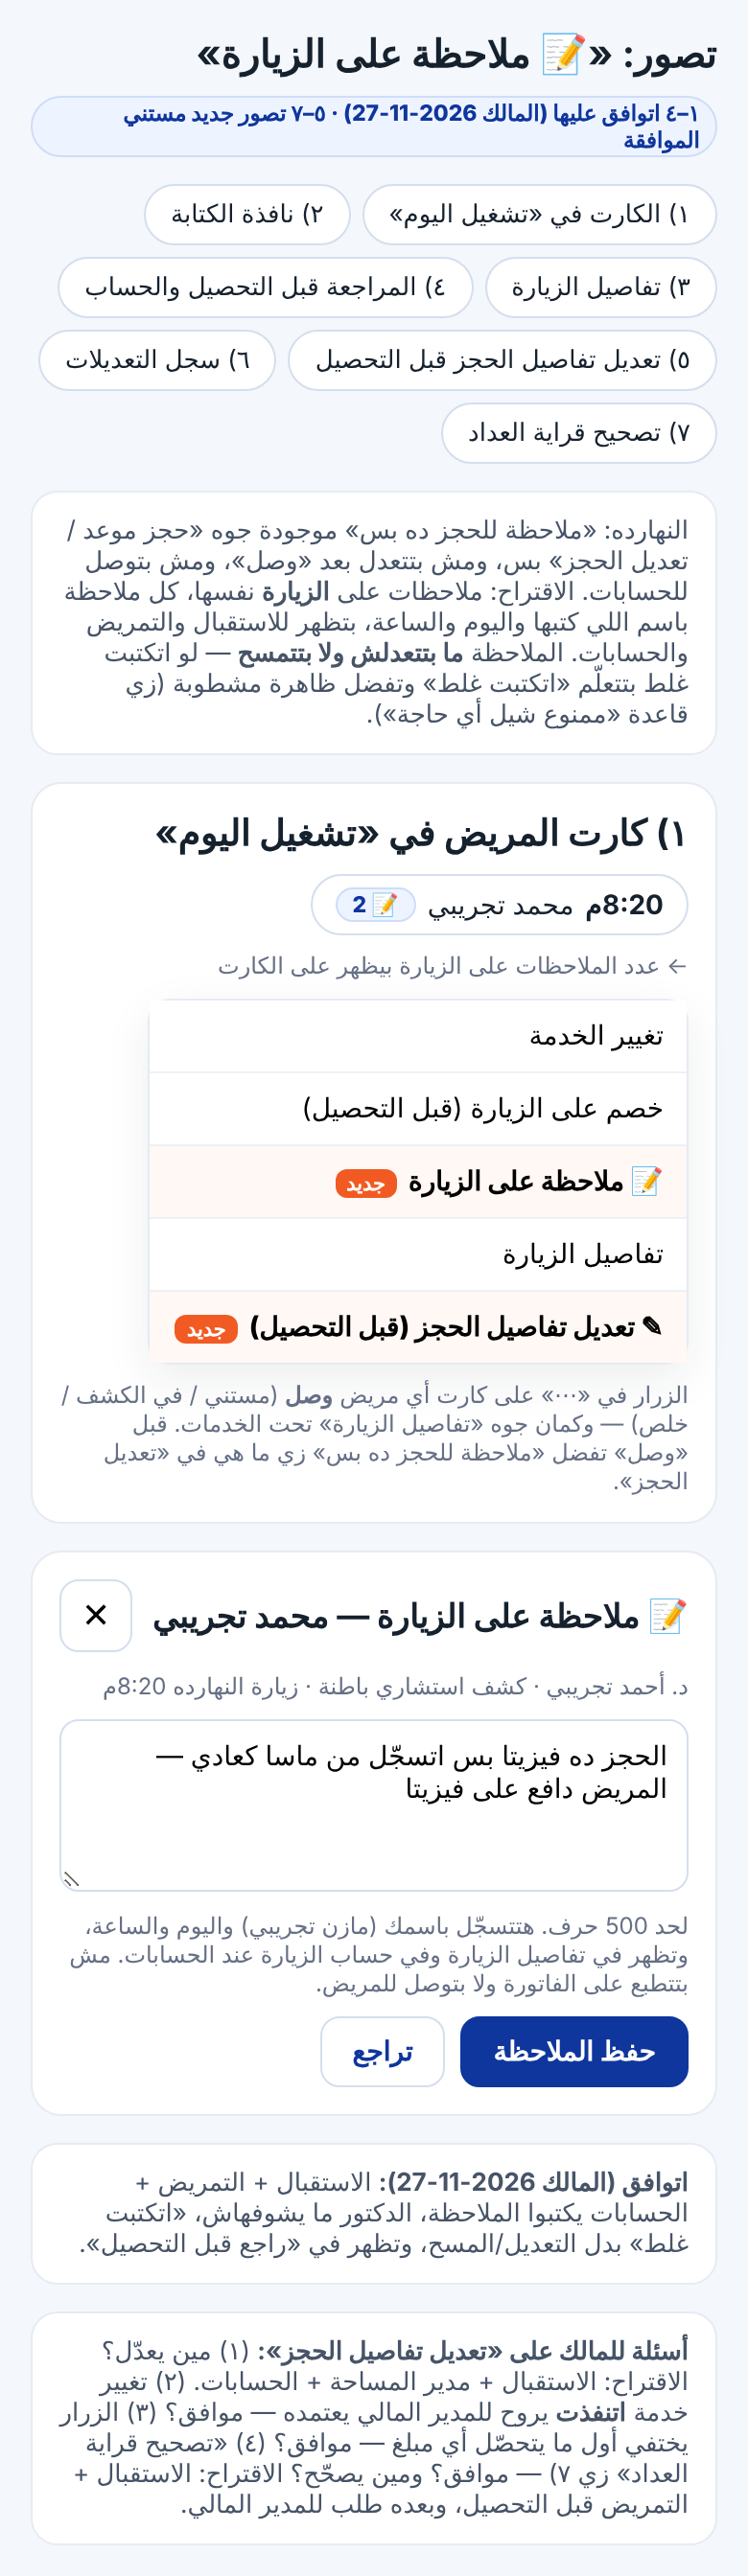 تصور: «📝 ملاحظة على الزيارة»
١–٤ اتوافق عليها (المالك 2026-11-27) · ٥–٧ تصور جديد مستني
الموافقة
١) الكارت في «تشغيل اليوم»
٢) نافذة الكتابة
٣) تفاصيل الزيارة
٤) المراجعة قبل التحصيل والحساب
٥) تعديل تفاصيل الحجز قبل التحصيل
٦) سجل التعديلات
٧) تصحيح قراية العداد
النهارده: «ملاحظة للحجز ده بس» موجودة جوه «حجز موعد /
تعديل الحجز» بس، ومش بتتعدل بعد «وصل»، ومش بتوصل
للحسابات. الاقتراح: ملاحظات على الزيارة نفسها، كل ملاحظة
باسم اللي كتبها واليوم والساعة، بتظهر للاستقبال والتمريض
والحسابات. الملاحظة ما بتتعدلش ولا بتتمسح — لو اتكتبت
غلط بتتعلّم «اتكتبت غلط» وتفضل ظاهرة مشطوبة (زي
قاعدة «ممنوع شيل أي حاجة»).
١) كارت المريض في «تشغيل اليوم»
8:20م محمد تجريبي 📝 2
← عدد الملاحظات على الزيارة بيظهر على الكارت
تغيير الخدمة
خصم على الزيارة (قبل التحصيل)
📝 ملاحظة على الزيارة جديد
تفاصيل الزيارة
✎ تعديل تفاصيل الحجز (قبل التحصيل) جديد
الزرار في «⋯» على كارت أي مريض وصل (مستني / في الكشف /
خلص) — وكمان جوه «تفاصيل الزيارة» تحت الخدمات. قبل
«وصل» تفضل «ملاحظة للحجز ده بس» زي ما هي في «تعديل
الحجز».
📝 ملاحظة على الزيارة — محمد تجريبي ✕
د. أحمد تجريبي · كشف استشاري باطنة · زيارة النهارده 8:20م
الحجز ده فيزيتا بس اتسجّل من ماسا كعادي —
المريض دافع على فيزيتا
لحد 500 حرف. هتتسجّل باسمك (مازن تجريبي) واليوم والساعة،
وتظهر في تفاصيل الزيارة وفي حساب الزيارة عند الحسابات. مش
بتتطبع على الفاتورة ولا بتوصل للمريض.
حفظ الملاحظة
تراجع
اتوافق (المالك 2026-11-27): الاستقبال + التمريض +
الحسابات يكتبوا الملاحظة، الدكتور ما يشوفهاش، «اتكتبت
غلط» بدل التعديل/المسح، وتظهر في «راجع قبل التحصيل».
أسئلة للمالك على «تعديل تفاصيل الحجز»: (١) مين يعدّل؟
الاقتراح: الاستقبال + مدير المساحة + الحسابات. (٢) تغيير
خدمة اتنفذت يروح للمدير المالي يعتمده — موافق؟ (٣) الزرار
يختفي أول ما يتحصّل أي مبلغ — موافق؟ (٤) «تصحيح قراية
العداد» زي ٧) — موافق؟ ومين يصحّح؟ الاقتراح: الاستقبال +
التمريض قبل التحصيل، وبعده طلب للمدير المالي.